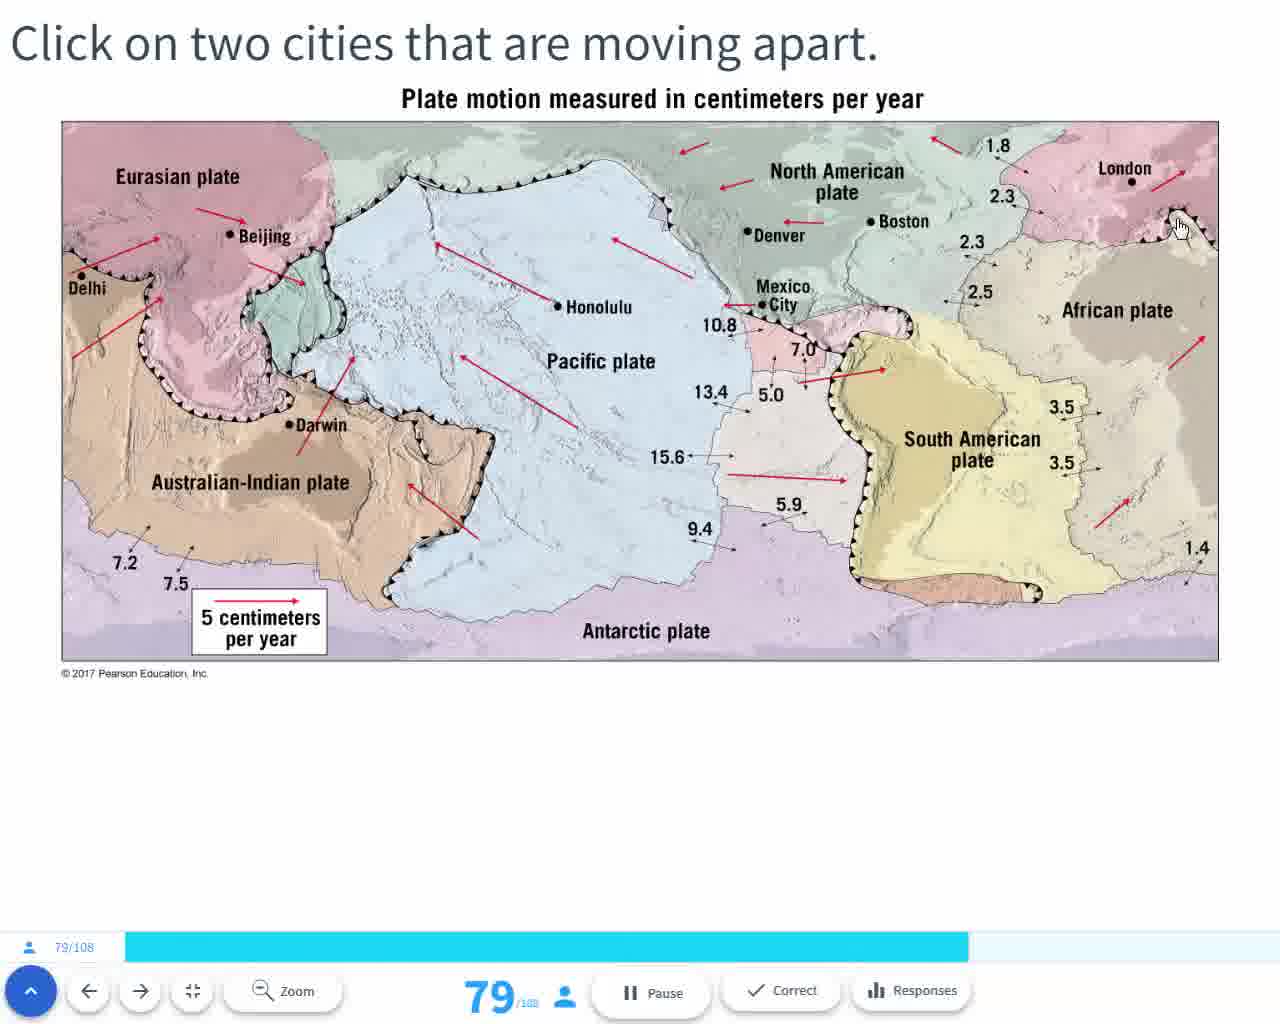 Click on two cities that are moving apart.
Plate motion measured in centimeters per year
Eurasian plate
Beijing
Delhi
Honolulu
Pacific plate
North American
plate
Denver
Boston
Mexico
City
London
African plate
1.8
2.3
2.3
2.5
10.8
7.0
5.0
13.4
15.6
5.9
9.4
3.5
3.5
1.4
South American
plate
Darwin
Australian-Indian plate
7.2
7.5
5 centimeters
per year
Antarctic plate
© 2017 Pearson Education, Inc.
79/108
Zoom
79/108
Pause
Correct
Responses